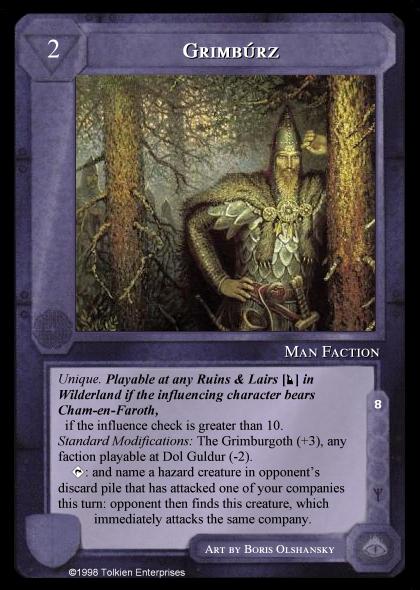 2
GRIMBÚRZ
MAN FACTION
Unique. Playable at any Ruins & Lairs [] in
Wilderland if the influencing character bears
Cham-en-Faroth,
if the influence check is greater than 10.
Standard Modifications: The Grimburgoth (+3), any
faction playable at Dol Guldur (-2).
: and name a hazard creature in opponent's
discard pile that has attacked one of your companies
this turn: opponent then finds this creature, which
immediately attacks the same company.
8
ART BY BORIS OLSHANSKY
©1998 Tolkien Enterprises